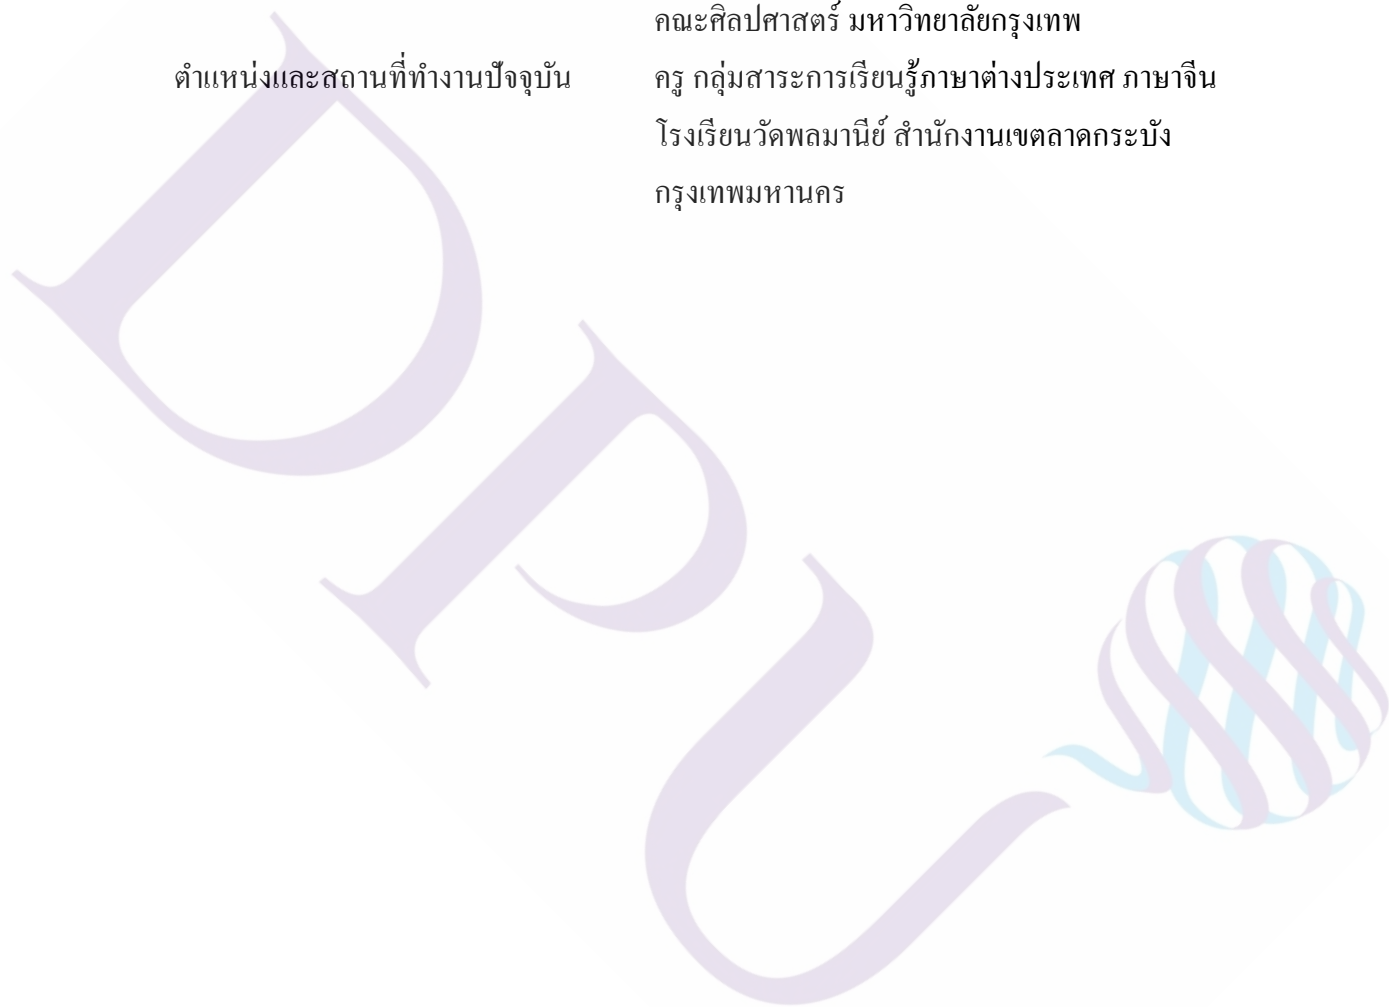 คณะศิลปศาสตร์ มหาวิทยาลัยกรุงเทพ
ตำแหน่งและสถานที่ทำงานปัจจุบัน ครู กลุ่มสาระการเรียนรู้ภาษาต่างประเทศ ภาษาจีน
โรงเรียนวัดพลมานีย์ สำนักงานเขตลาดกระบัง
กรุงเทพมหานคร
DPU